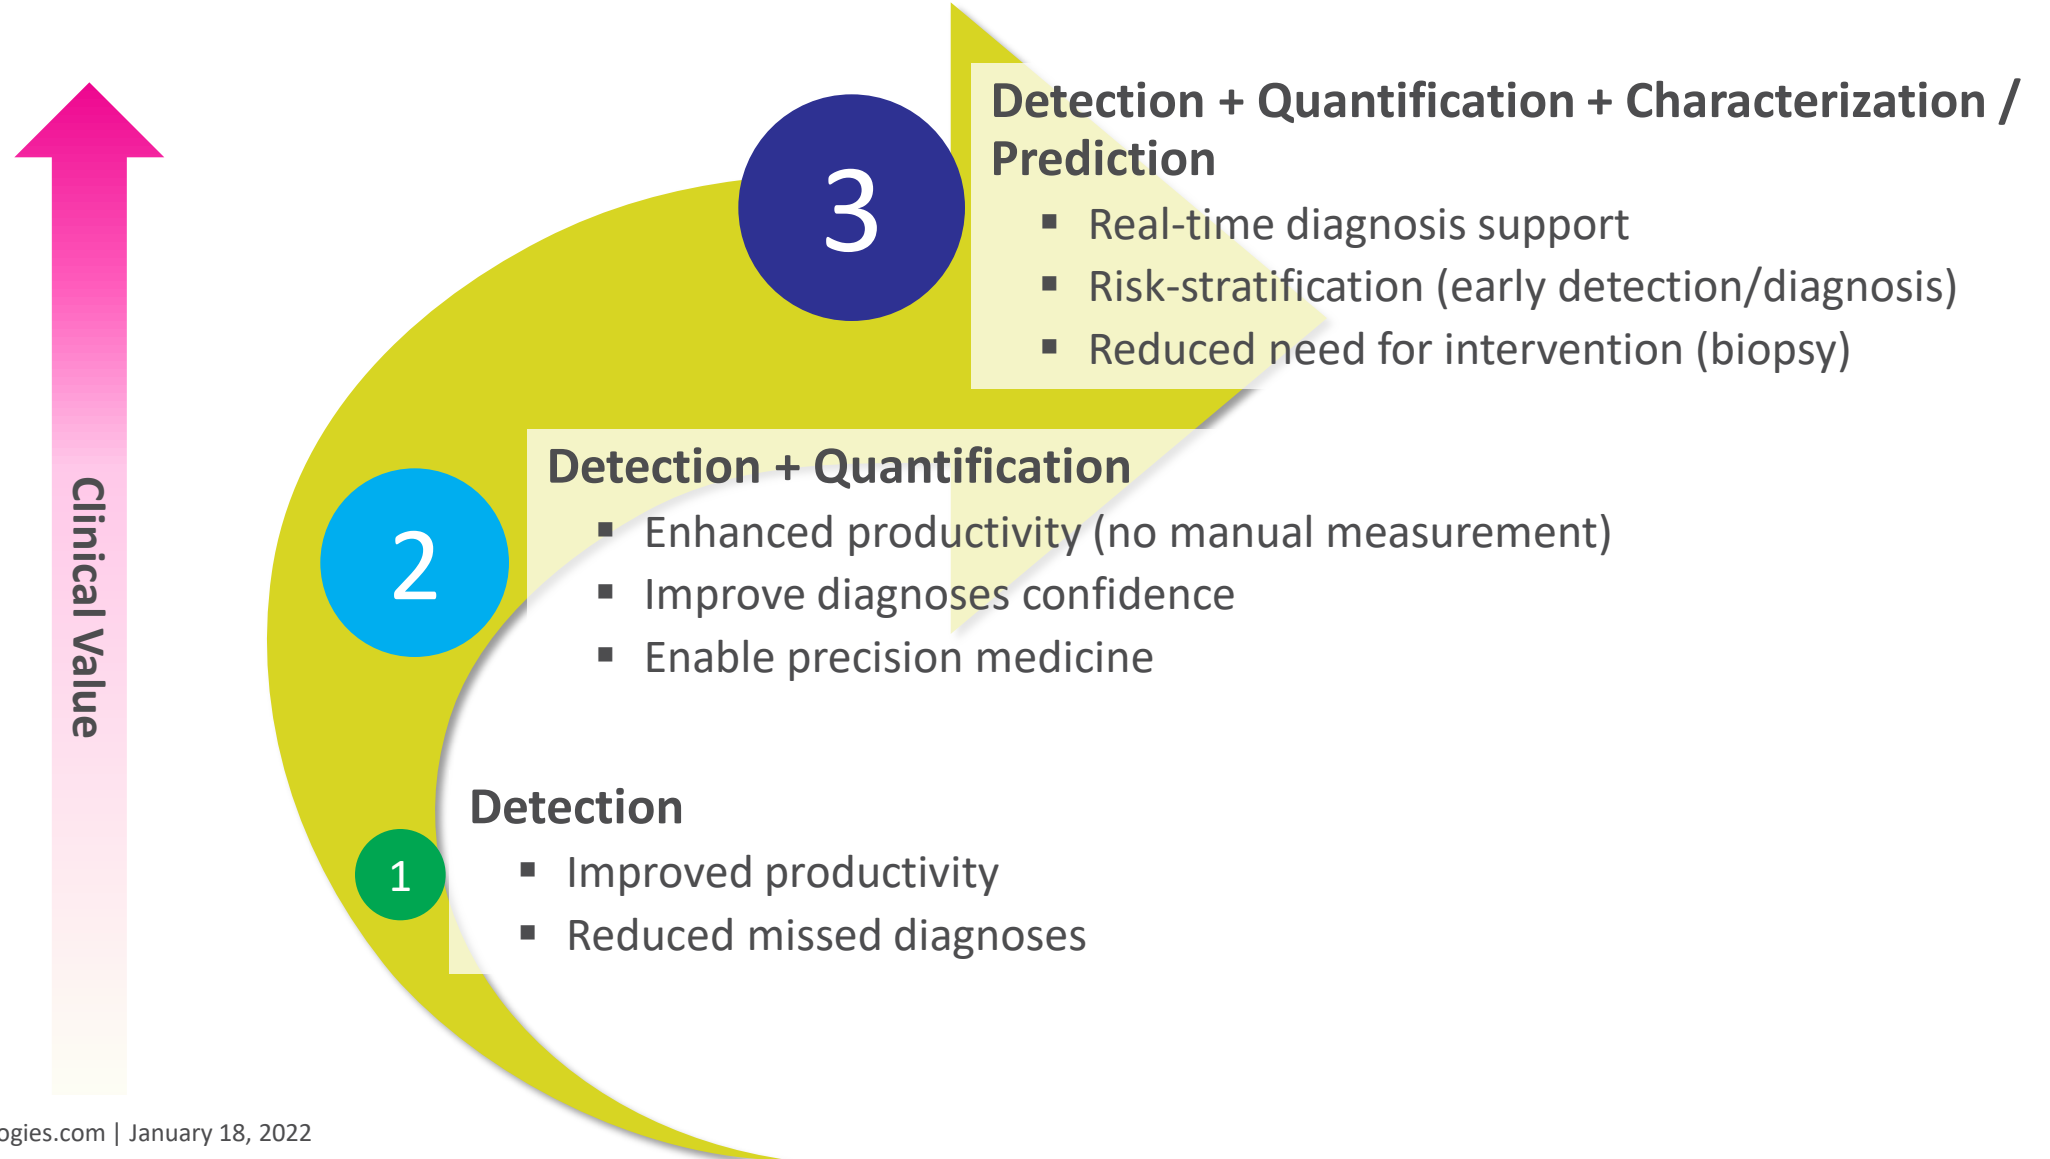 Clinical Value
3
Detection + Quantification + Characterization /
Prediction
▪ Real-time diagnosis support
▪ Risk-stratification (early detection/diagnosis)
▪ Reduced need for intervention (biopsy)
2
Detection + Quantification
▪ Enhanced productivity (no manual measurement)
▪ Improve diagnoses confidence
▪ Enable precision medicine
1
Detection
▪ Improved productivity
▪ Reduced missed diagnoses
ogies.com | January 18, 2022